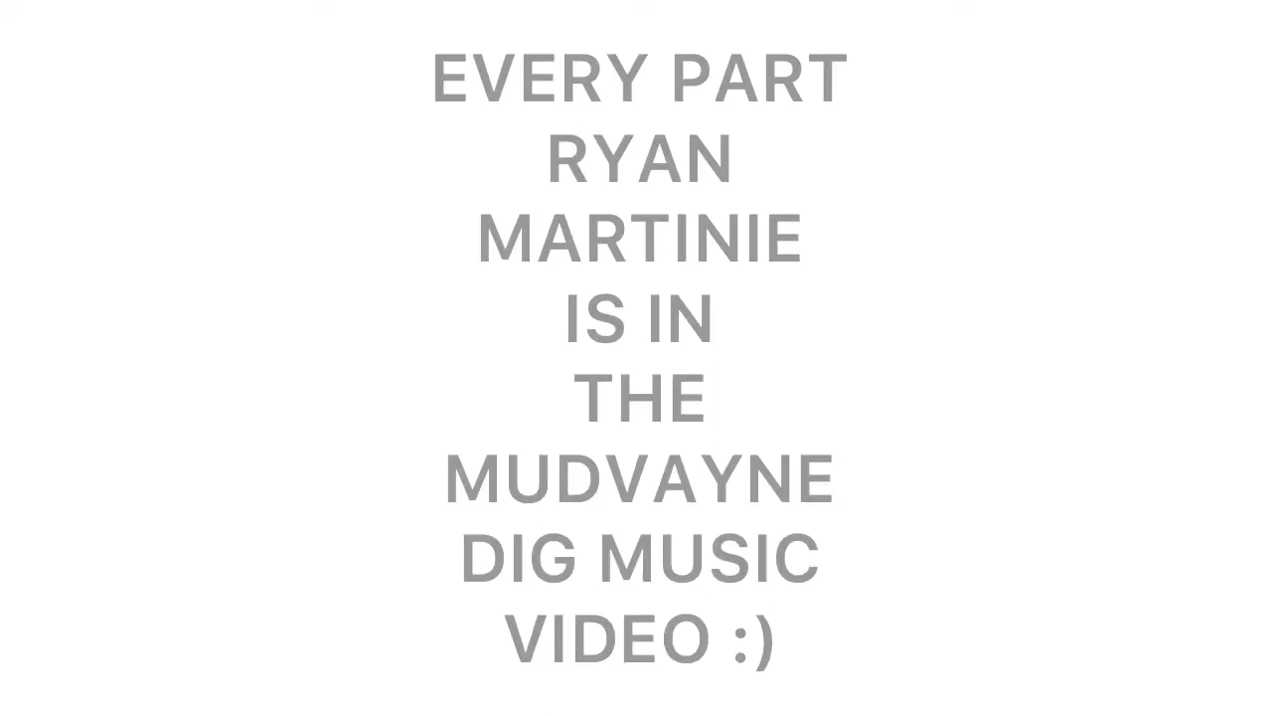 EVERY PART
RYAN
MARTINIE
IS IN
THE
MUDVAYNE
DIG MUSIC
VIDEO :)